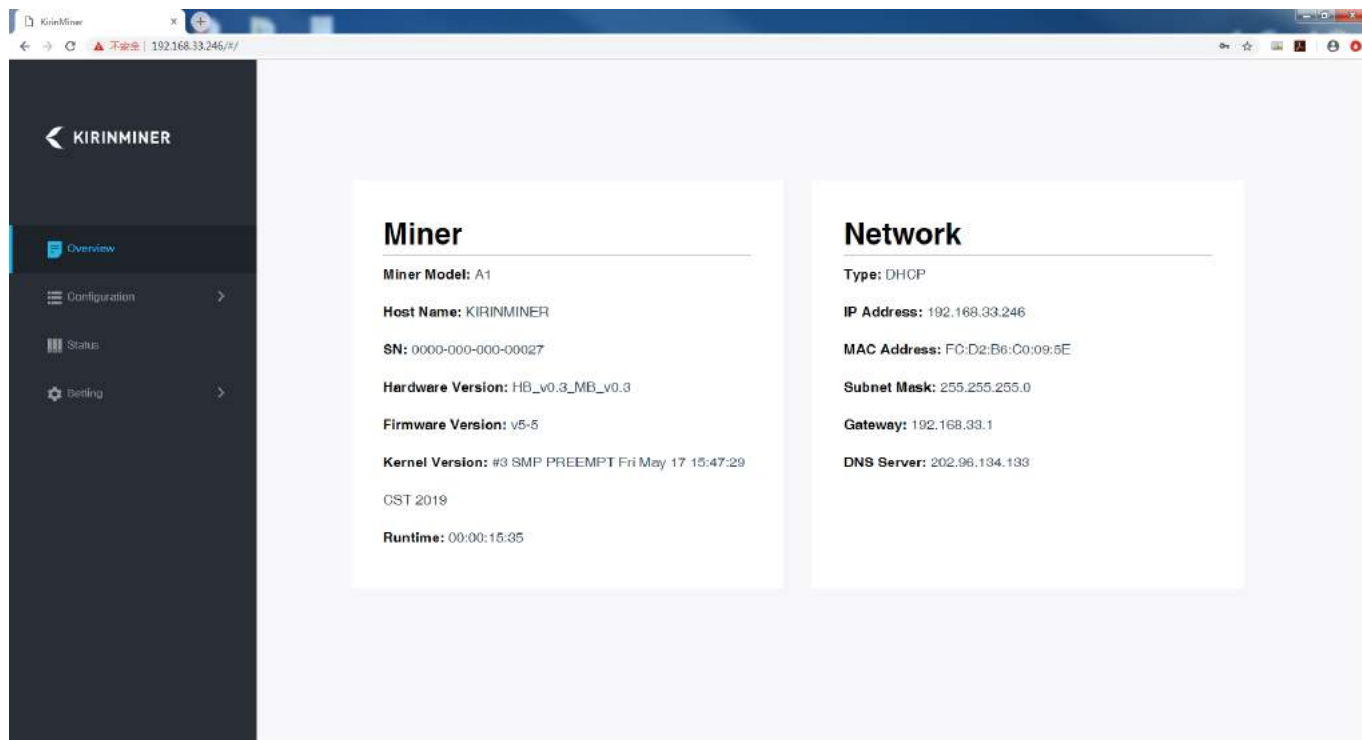 KirinMiner
不安全 | 192.168.33.246/#/
KIRINMINER
Overview
Configuration
Status
Setting
Miner
Miner Model: A1
Host Name: KIRINMINER
SN: 0000-000-000-00027
Hardware Version: HB_v0.3_MB_v0.3
Firmware Version: v5-5
Kernel Version: #3 SMP PREEMPT Fri May 17 15:47:29
CST 2019
Runtime: 00:00:15:35
Network
Type: DHCP
IP Address: 192.168.33.246
MAC Address: FC:D2:B6:C0:09:5E
Subnet Mask: 255.255.255.0
Gateway: 192.168.33.1
DNS Server: 202.96.134.133